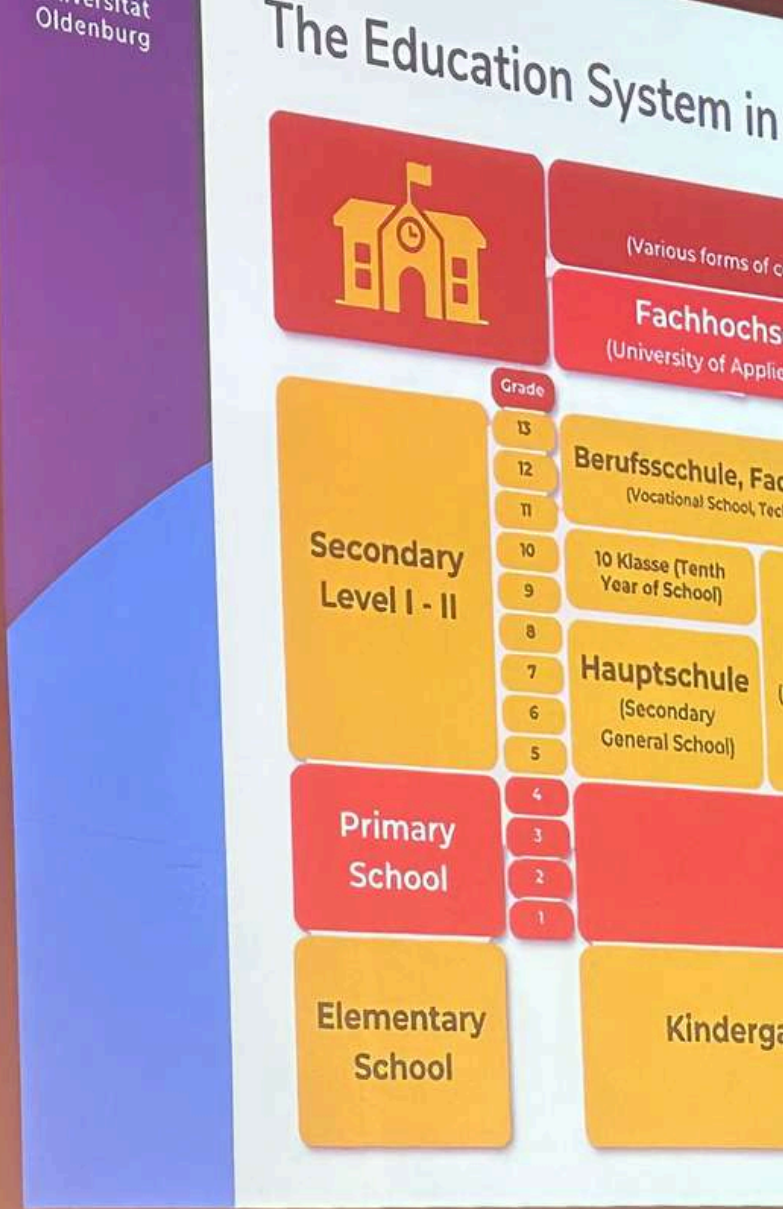 Oldenburg
The Education System in
(Various forms of
Fachhochs
(University of Applic
Grade
13
12
11
10
9
8
7
6
5
4
3
2
1
Secondary
Level I - II
Berufsscchule, Fac
(Vocational School, Tec
10 Klasse (Tenth
Year of School)
Hauptschule
(Secondary
General School)
Primary
School
Elementary
School
Kinderga